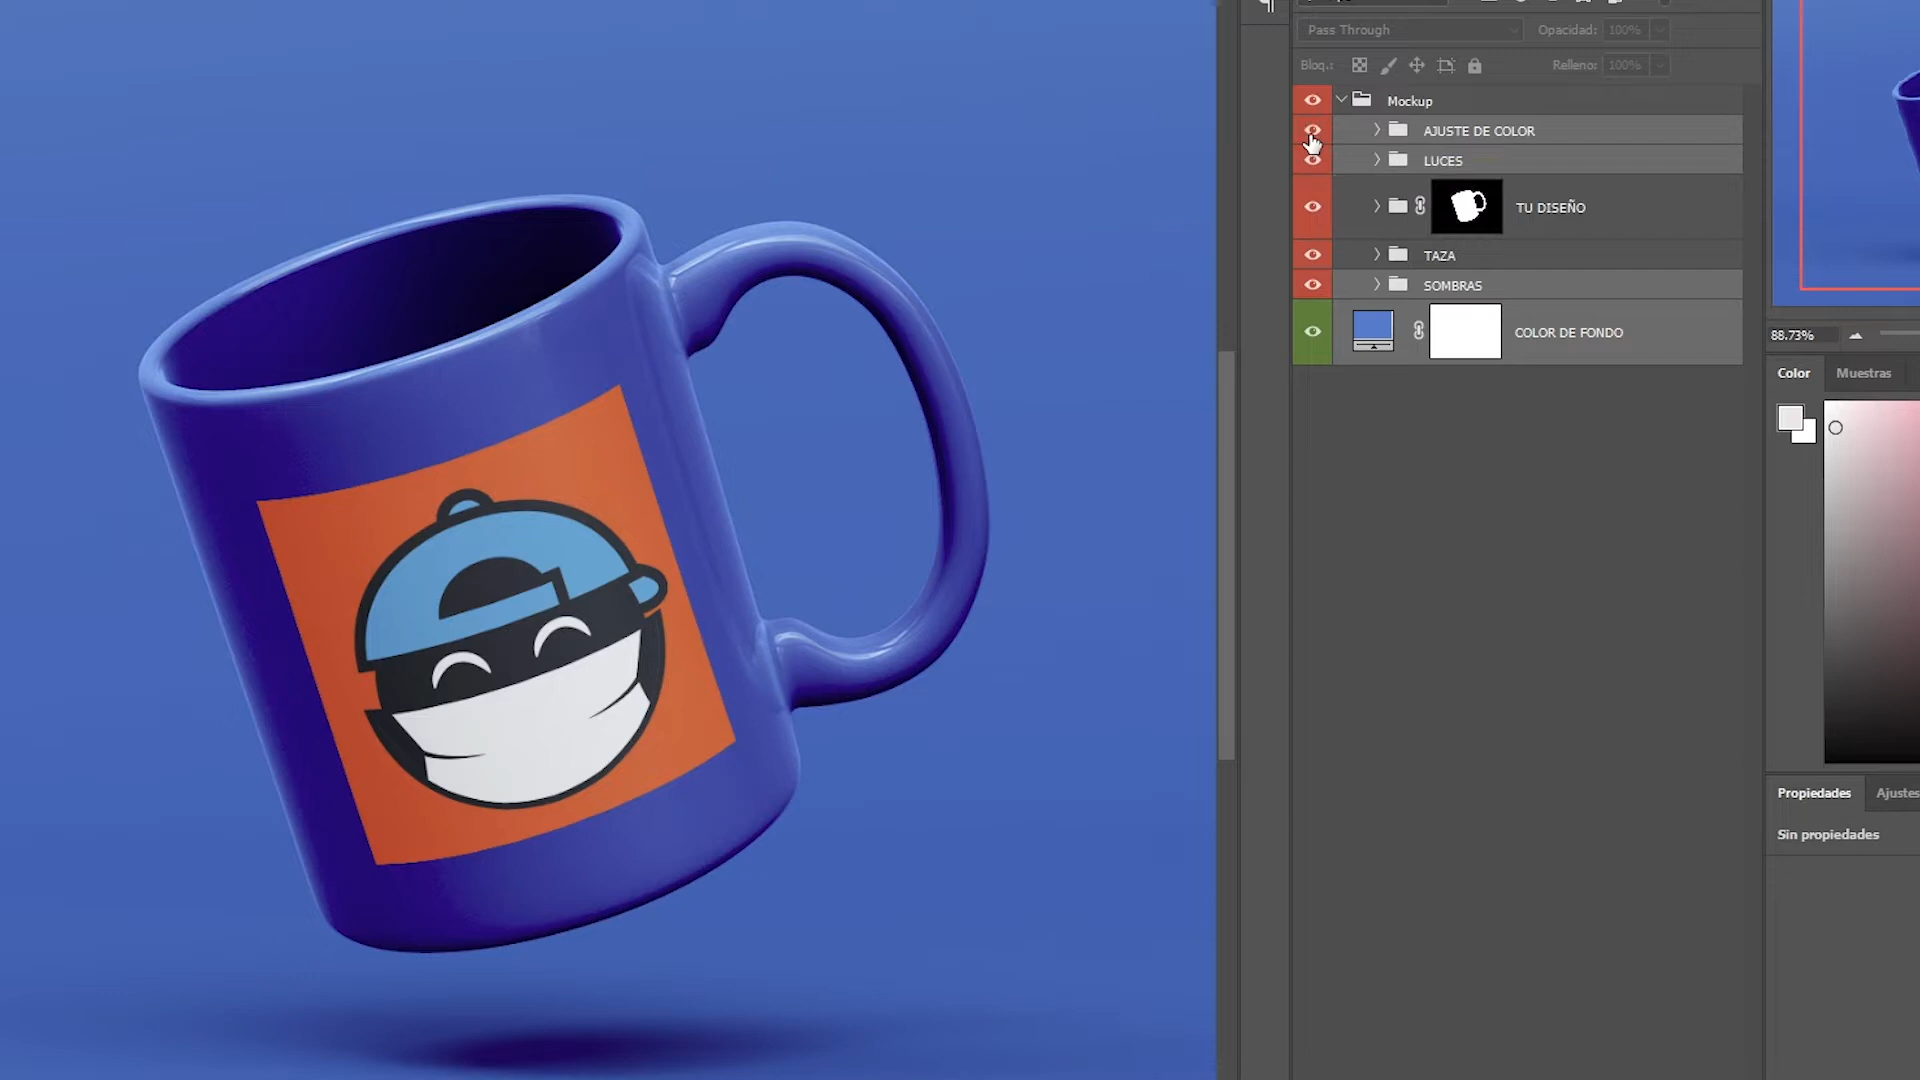 Pass Through
Opacidad: 100%
Bloq.:
Relleno: 100%
Mockup
AJUSTE DE COLOR
LUCES
TU DISEÑO
TAZA
SOMBRAS
COLOR DE FONDO
88.73%
Color
Muestras
Propiedades
Ajustes
Sin propiedades